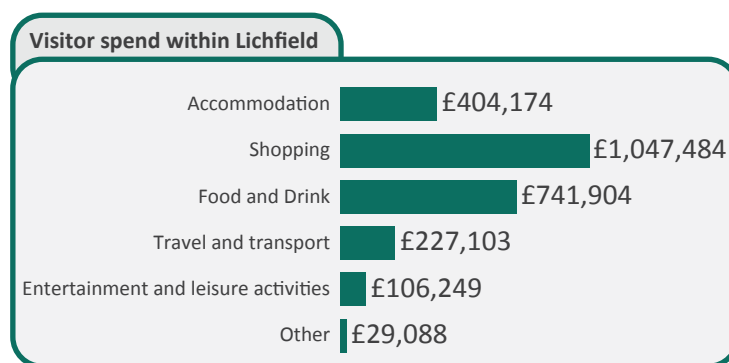 Visitor spend within Lichfield
Accommodation £404,174
Shopping £1,047,484
Food and Drink £741,904
Travel and transport £227,103
Entertainment and leisure activities £106,249
Other £29,088